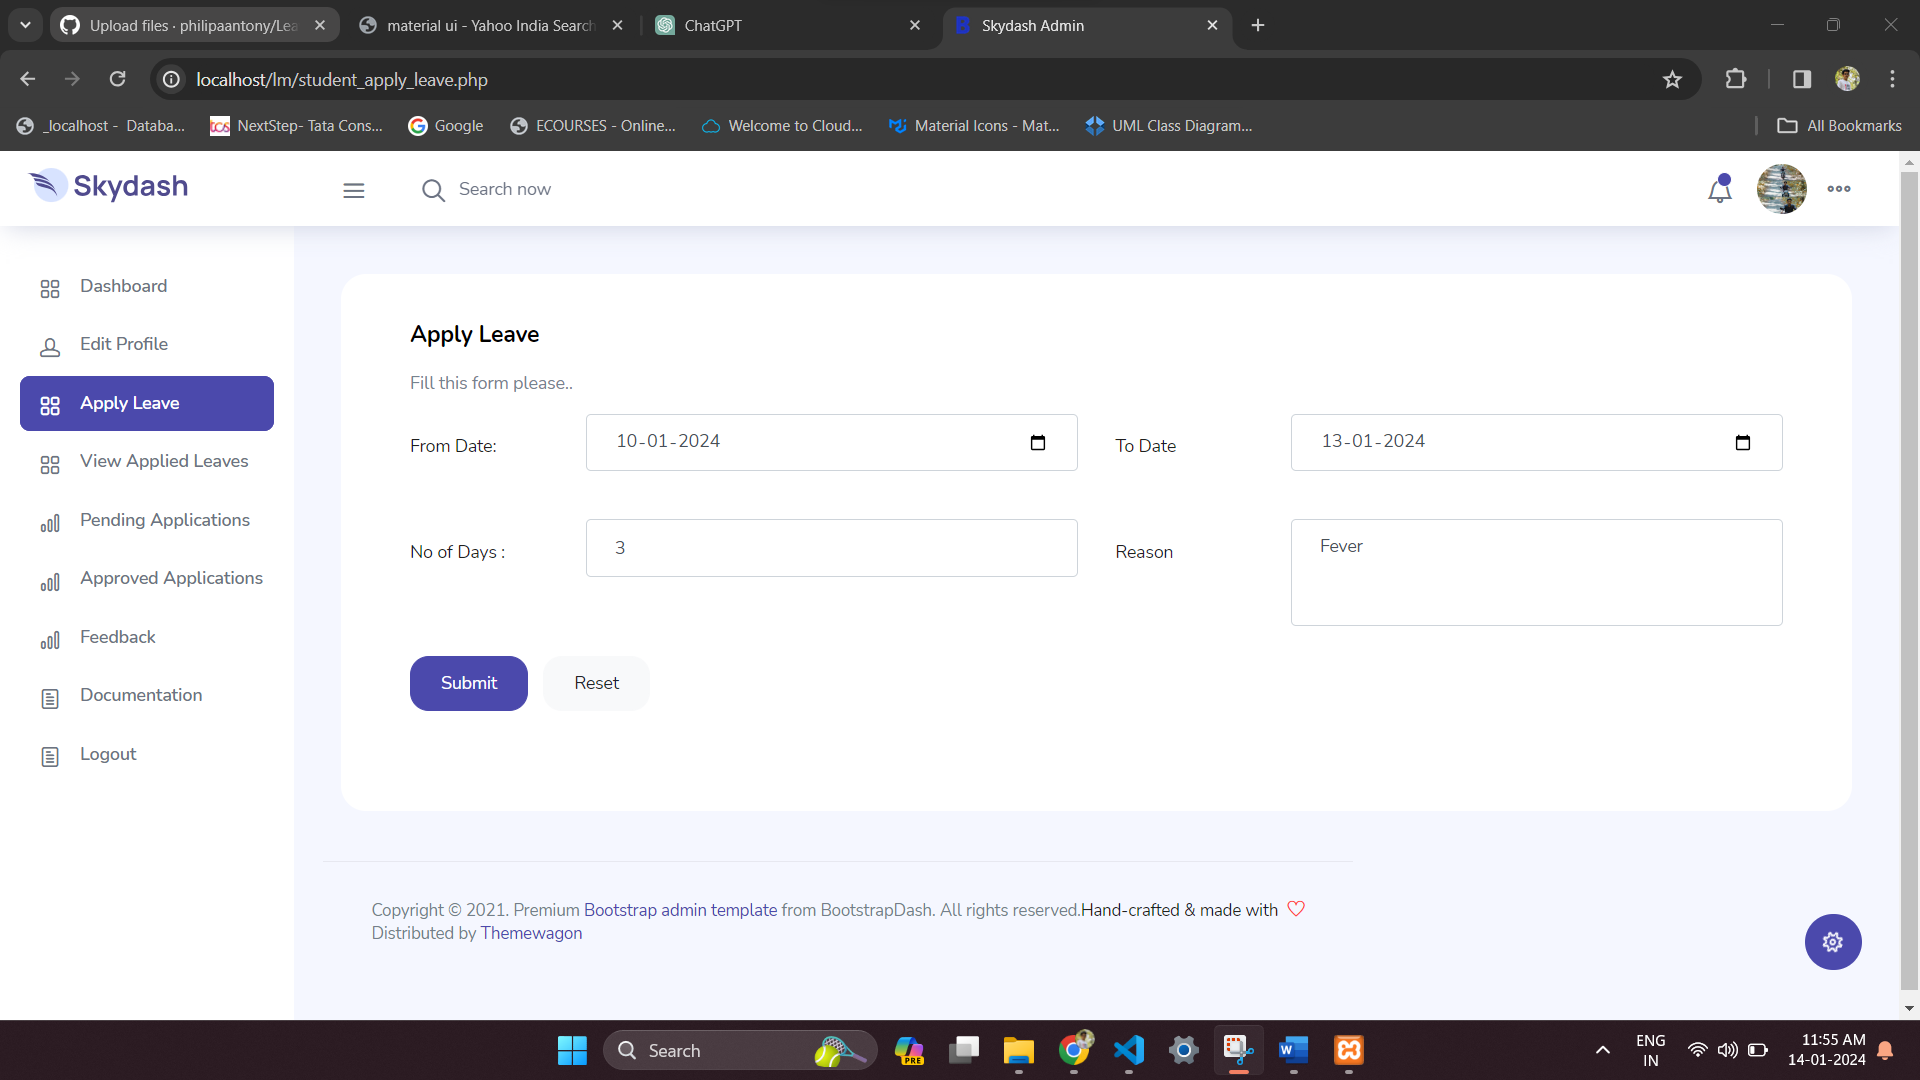 Upload files · philipaantony/Lea
material ui - Yahoo India Search
ChatGPT
Skydash Admin
localhost/lm/student_apply_leave.php
_localhost - Databa...
NextStep- Tata Cons...
Google
ECOURSES - Online...
Welcome to Cloud...
Material Icons - Mat...
UML Class Diagram...
All Bookmarks
Skydash
Search now
Dashboard
Edit Profile
Apply Leave
View Applied Leaves
Pending Applications
Approved Applications
Feedback
Documentation
Logout
Apply Leave
Fill this form please..
From Date:
10-01-2024
To Date
13-01-2024
No of Days :
3
Reason
Fever
Submit
Reset
Copyright © 2021. Premium Bootstrap admin template from BootstrapDash. All rights reserved.Hand-crafted & made with
Distributed by Themewagon
Search
PRE
ENG
IN
11:55 AM
14-01-2024